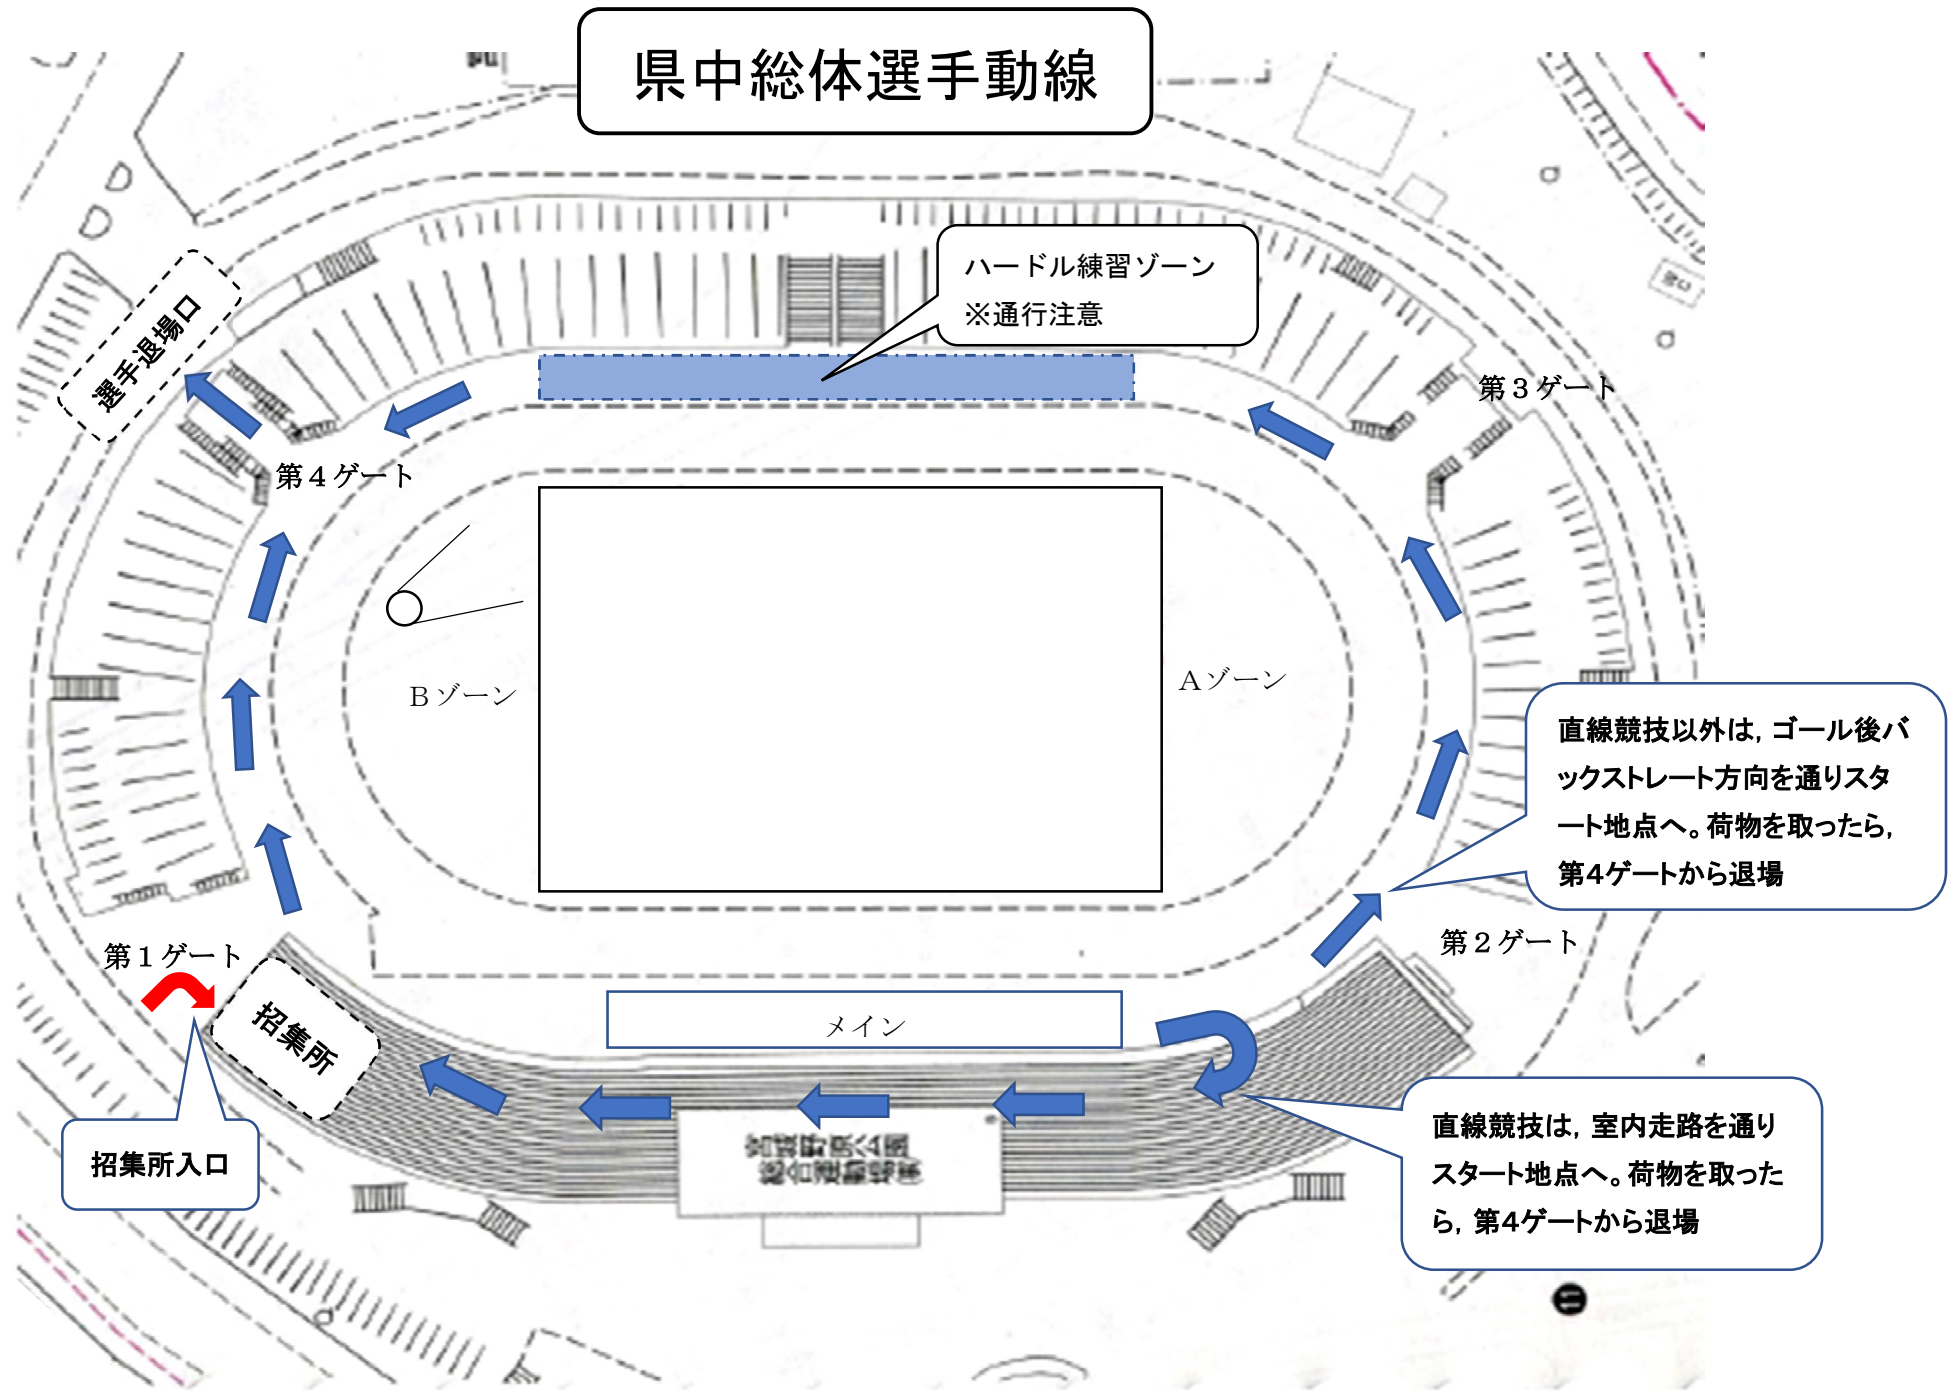 県中総体選手動線
ハードル練習ゾーン
※通行注意
選手退場口
第３ゲート
第４ゲート
Ｂゾーン
Ａゾーン
直線競技以外は，ゴール後バ
ックストレート方向を通りスタ
ート地点へ。荷物を取ったら，
第4ゲートから退場
第１ゲート
第２ゲート
招集所
メイン
招集所入口
宮城野原公園
直線競技は，室内走路を通り
スタート地点へ。荷物を取った
ら，第4ゲートから退場
11